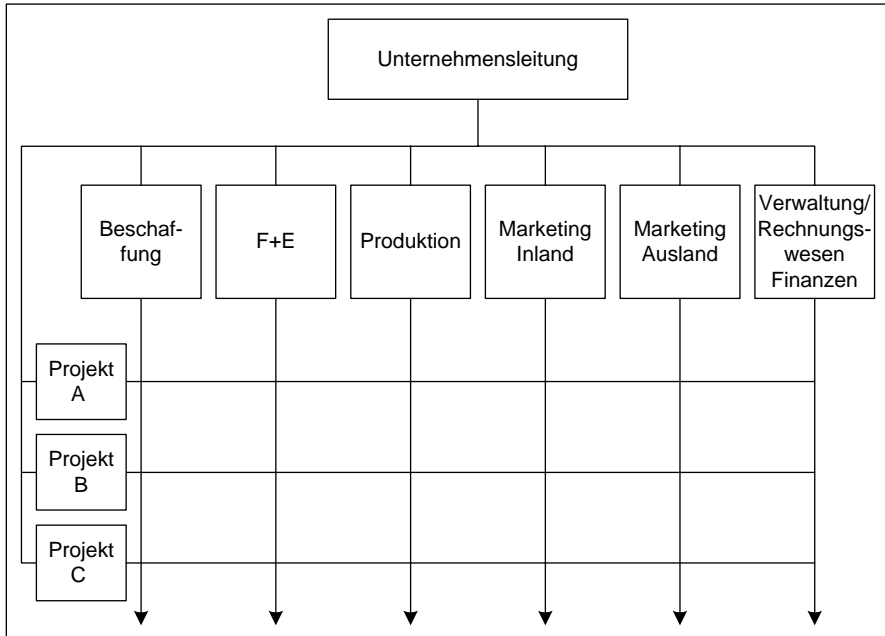 Unternehmensleitung
Beschaf-
fung
F+E
Produktion
Marketing
Inland
Marketing
Ausland
Verwaltung/
Rechnungs-
wesen
Finanzen
Projekt
A
Projekt
B
Projekt
C